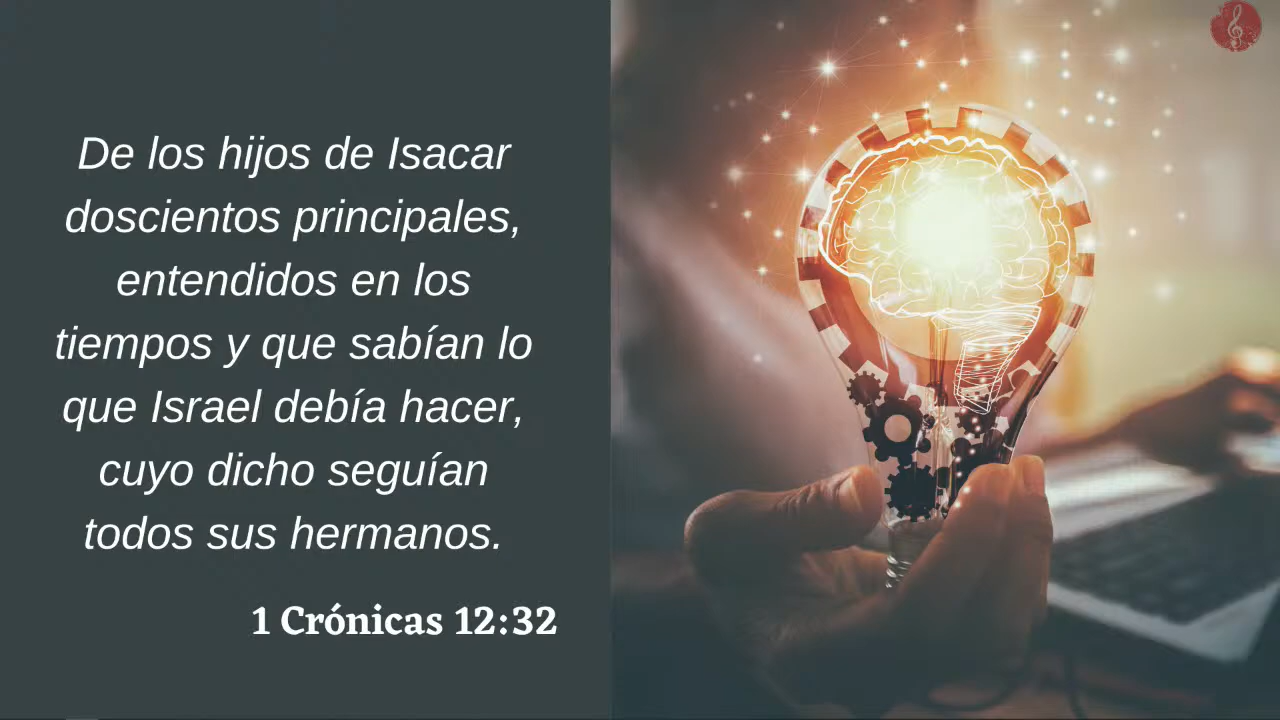 De los hijos de Isacar
doscientos principales,
entendidos en los
tiempos y que sabían lo
que Israel debía hacer,
cuyo dicho seguían
todos sus hermanos.
1 Crónicas 12:32